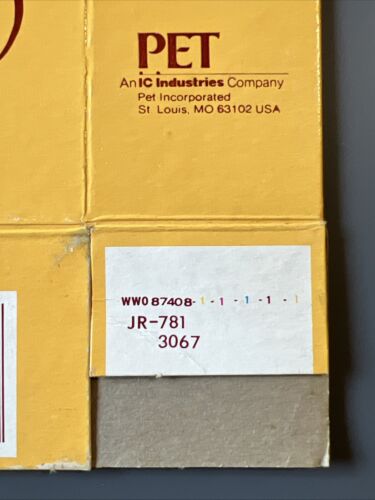 PET
An IC Industries Company
Pet Incorporated
St. Louis, MO 63102 USA
WWO 87408-1-1-1-1-1
JR-781
3067